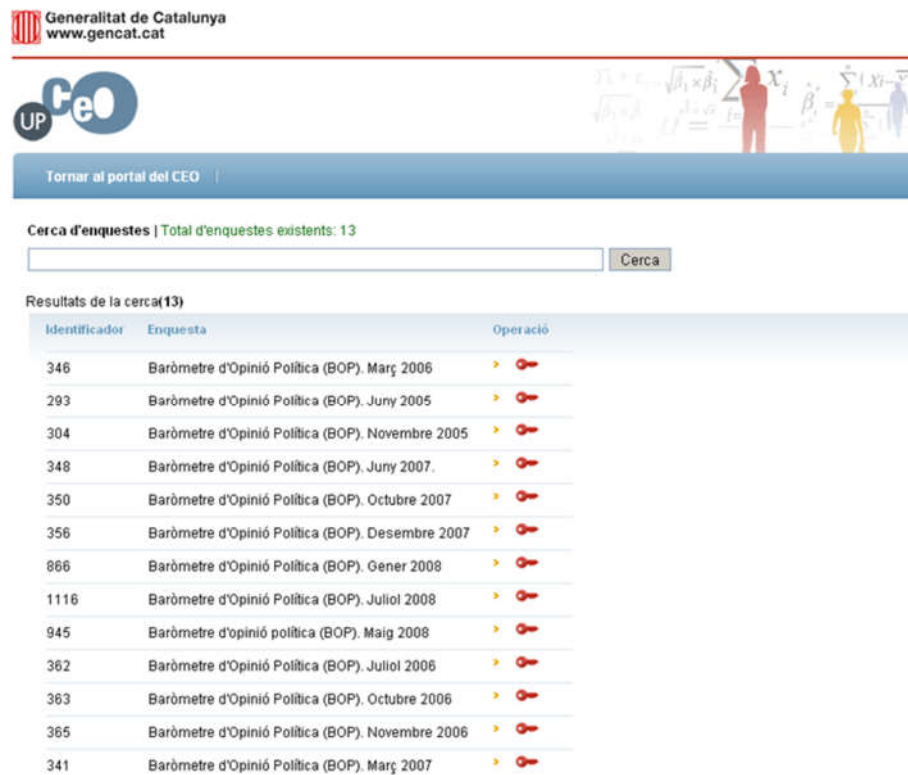 Generalitat de Catalunya
www.gencat.cat
UP CeO
Tornar al portal del CEO |
Cerca d'enquestes | Total d'enquestes existents: 13
Cerca
Resultats de la cerca(13)
Identificador Enquesta Operació
346 Baròmetre d'Opinió Política (BOP). Març 2006
293 Baròmetre d'Opinió Política (BOP). Juny 2005
304 Baròmetre d'Opinió Política (BOP). Novembre 2005
348 Baròmetre d'Opinió Política (BOP). Juny 2007.
350 Baròmetre d'Opinió Política (BOP). Octubre 2007
356 Baròmetre d'Opinió Política (BOP). Desembre 2007
866 Baròmetre d'Opinió Política (BOP). Gener 2008
1116 Baròmetre d'Opinió Política (BOP). Juliol 2008
945 Baròmetre d'opinió política (BOP). Maig 2008
362 Baròmetre d'Opinió Política (BOP). Juliol 2006
363 Baròmetre d'Opinió Política (BOP). Octubre 2006
365 Baròmetre d'Opinió Política (BOP). Novembre 2006
341 Baròmetre d'Opinió Política (BOP). Març 2007